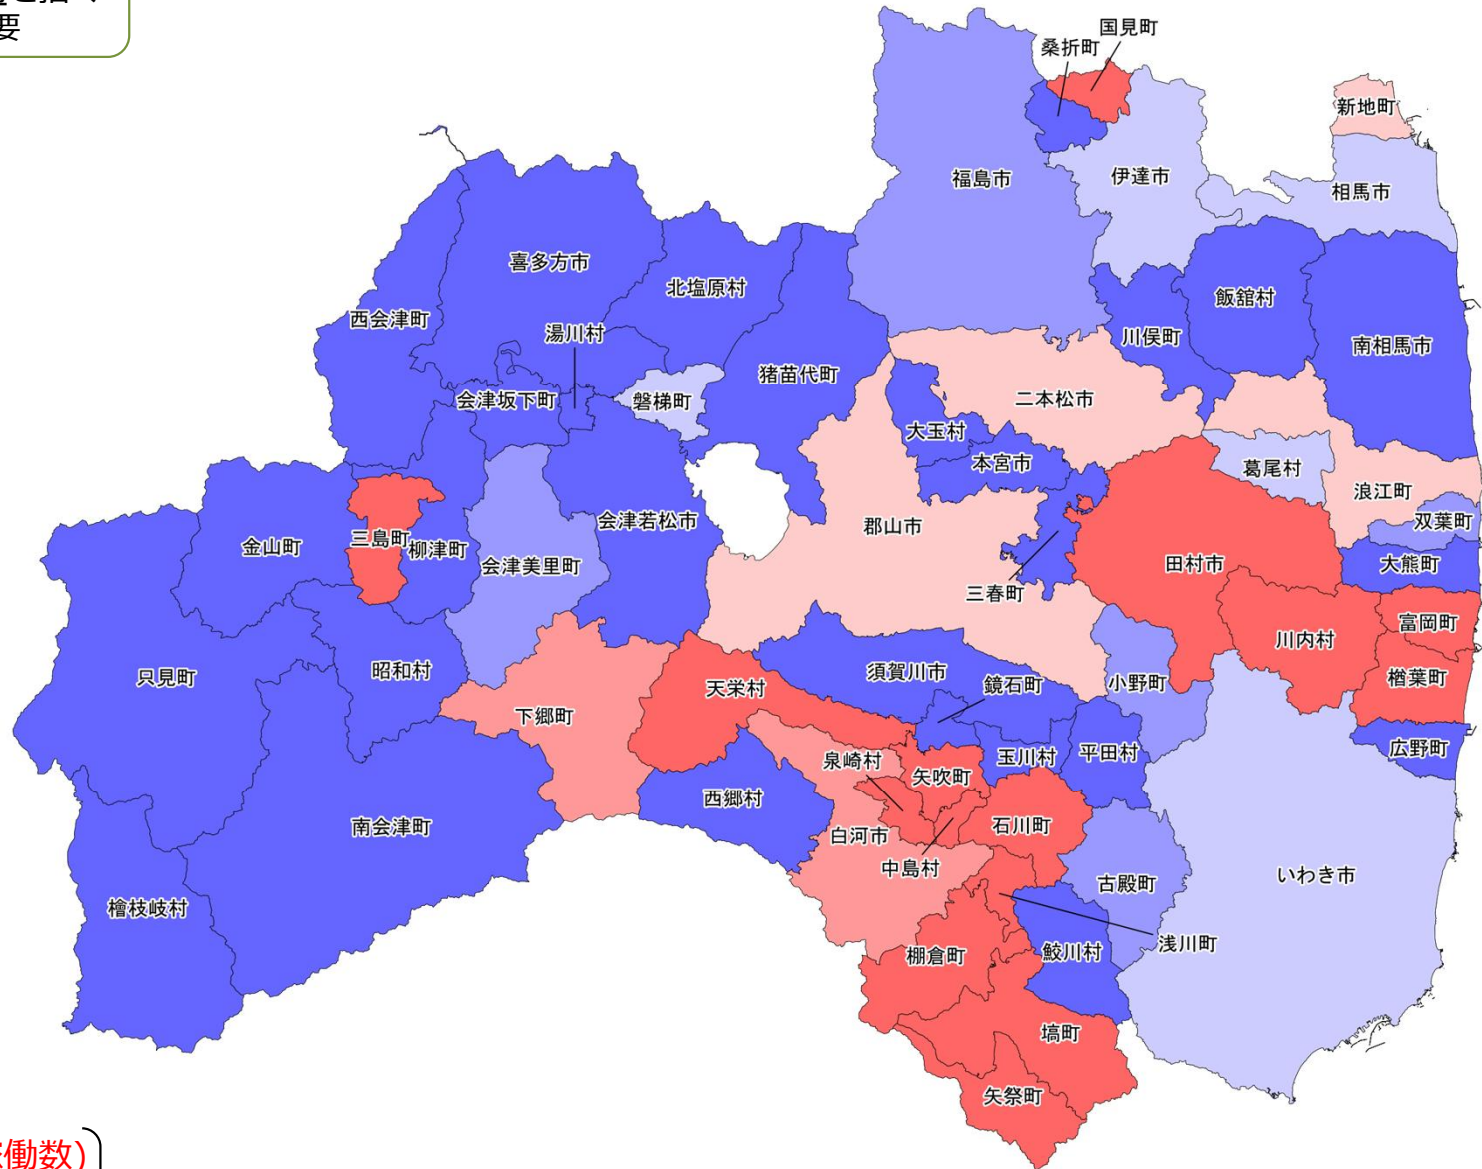 要
国見町
桑折町
新地町
福島市
伊達市
相馬市
喜多方市
北塩原村
飯舘村
西会津町
湯川村
川俣町
南相馬市
猪苗代町
会津坂下町
磐梯町
二本松市
大玉村
本宮市
葛尾村
浪江町
会津若松市
郡山市
双葉町
金山町
三島町
柳津町
会津美里町
田村市
大熊町
三春町
富岡町
川内村
只見町
昭和村
須賀川市
鏡石町
小野町
楢葉町
天栄村
下郷町
広野町
泉崎村
矢吹町
玉川村
平田村
西郷村
南会津町
白河市
石川町
中島村
古殿町
いわき市
檜枝岐村
浅川町
棚倉町
鮫川村
塙町
矢祭町
働数)